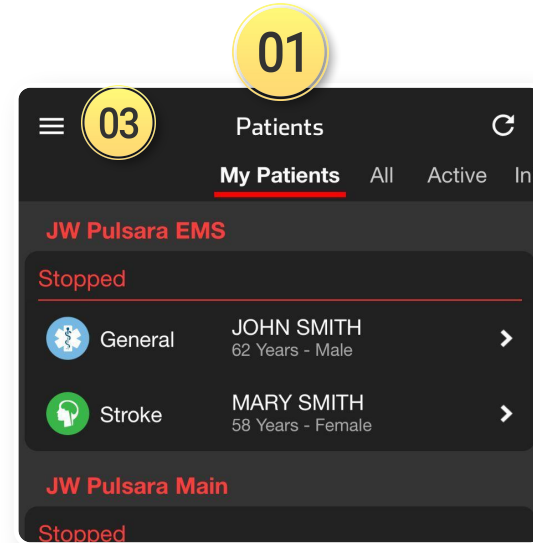 01
03
Patients
My Patients All Active In
JW Pulsara EMS
Stopped
General JOHN SMITH
62 Years - Male
Stroke MARY SMITH
58 Years - Female
JW Pulsara Main
Stopped